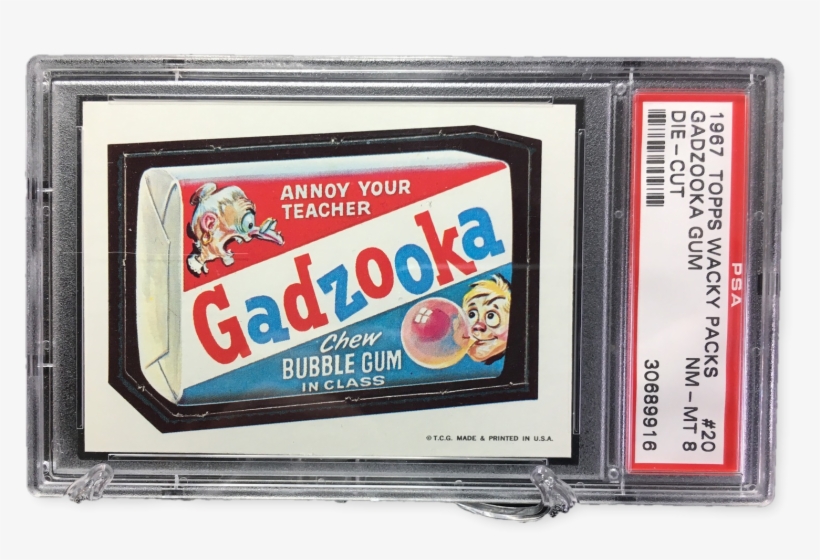 ANNOY YOUR
TEACHER
Gadzooka
Chew
BUBBLE GUM
IN CLASS
© T.C.G. MADE & PRINTED IN U.S.A.
PSA
1967 TOPPS WACKY PACKS #20
GADZOOKA GUM NM - MT 8
DIE - CUT 30689916